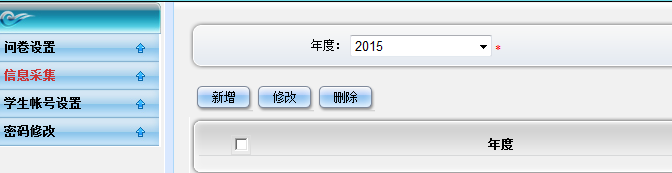 问卷设置
信息采集
学生帐号设置
密码修改
年度： 2015 *
新增 修改 删除
年度